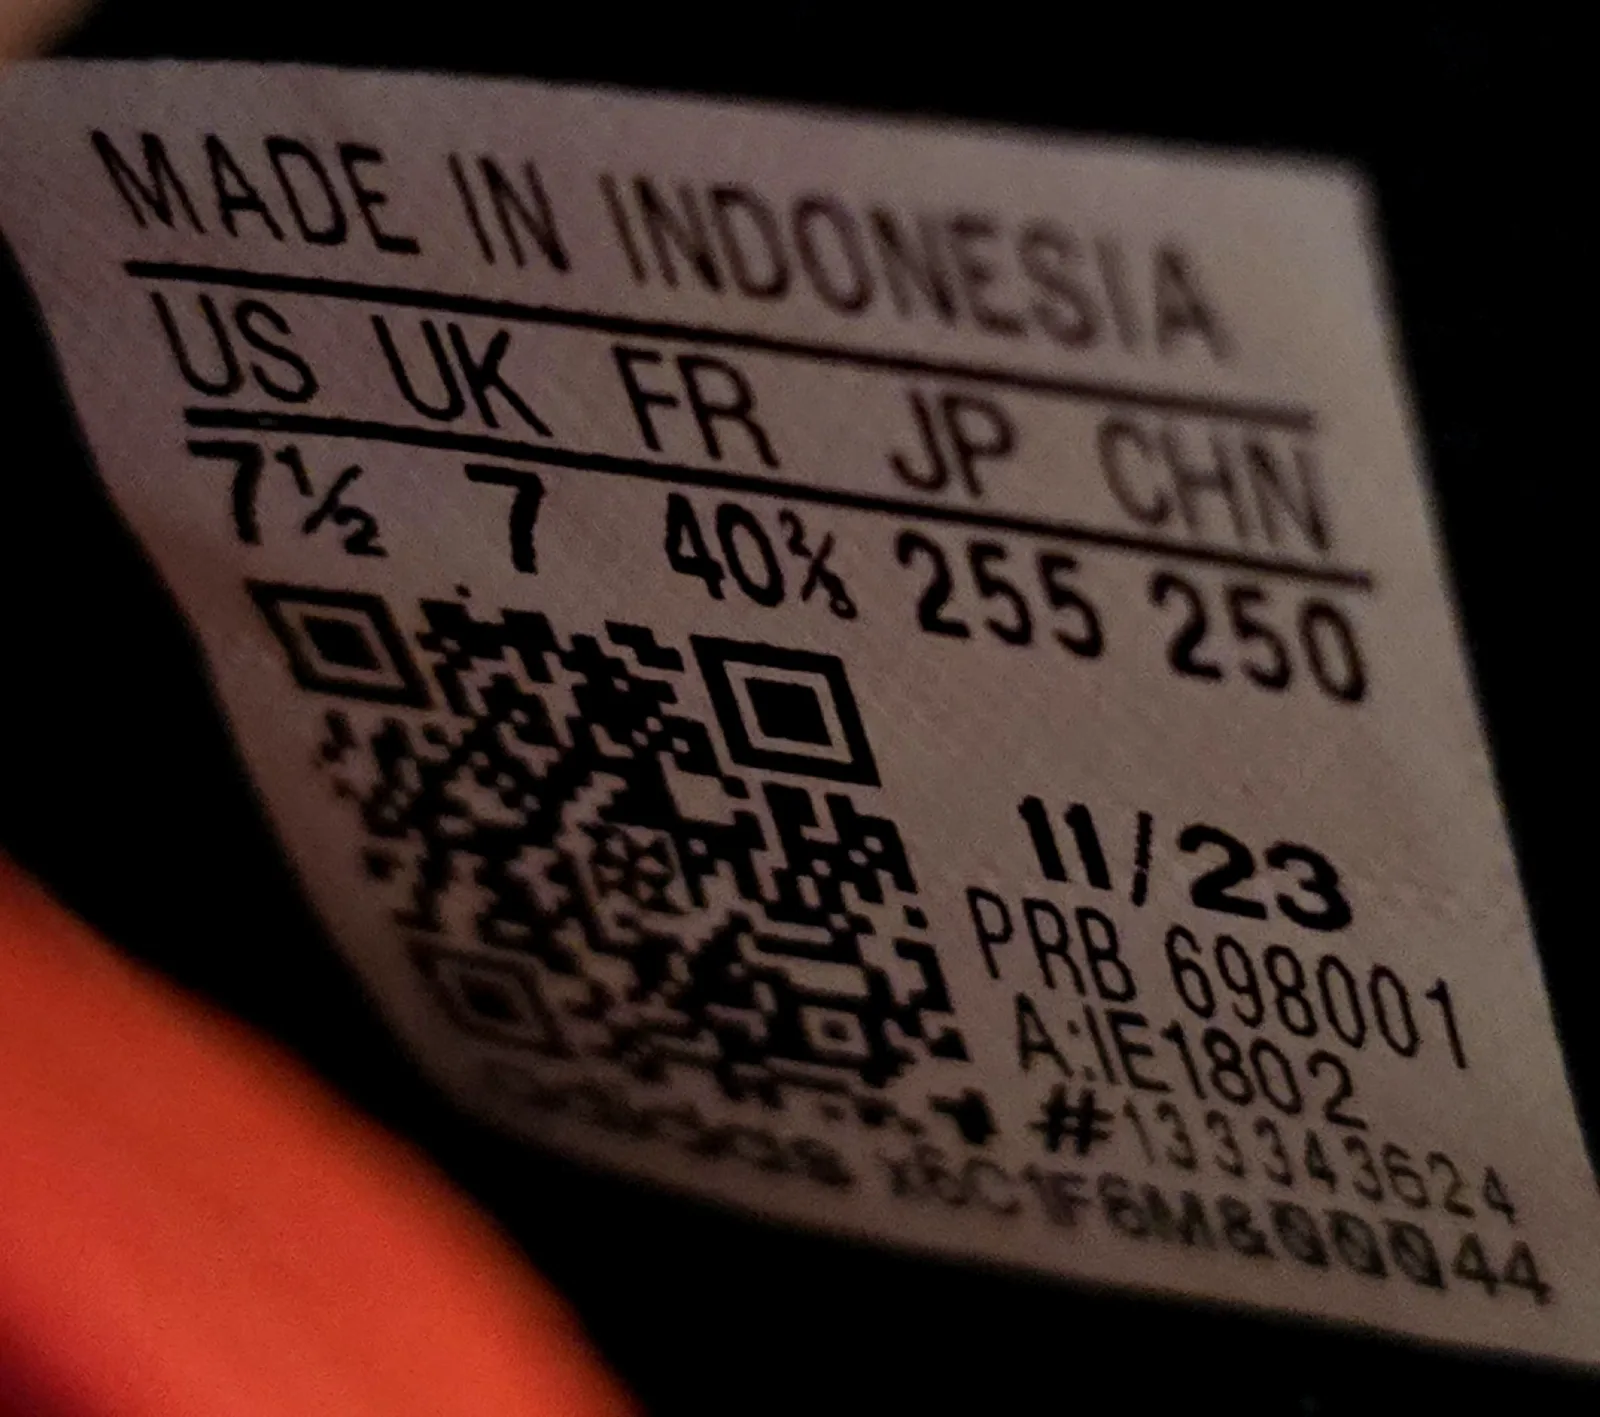 MADE IN INDONESIA
US UK FR JP CHN
7½ 7 40⅔ 255 250
11/23
PRB 698001
A:IE1802
#133343624